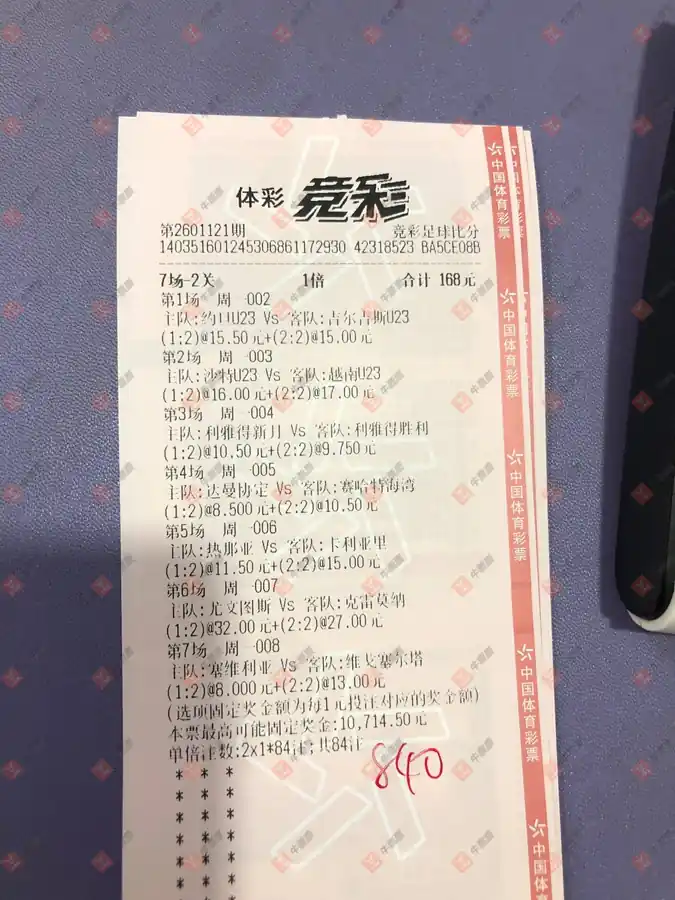 体彩 竞彩
第2601121期 竞彩足球比分
140351601245306861172930 42318523 BA5CE08B
7场-2关 1倍 合计 168元
第1场 周一002
主队:约旦U23 Vs 客队:吉尔吉斯U23
(1:2)@15.50元+(2:2)@15.00元
第2场 周一003
主队:沙特U23 Vs 客队:越南U23
(1:2)@16.00元+(2:2)@17.00元
第3场 周一004
主队:利雅得新月 Vs 客队:利雅得胜利
(1:2)@10.50元+(2:2)@9.750元
第4场 周一005
主队:达曼协定 Vs 客队:赛哈特海湾
(1:2)@8.500元+(2:2)@10.50元
第5场 周一006
主队:热那亚 Vs 客队:卡利亚里
(1:2)@11.50元+(2:2)@15.00元
第6场 周一007
主队:尤文图斯 Vs 客队:克雷莫纳
(1:2)@32.00元+(2:2)@27.00元
第7场 周一008
主队:塞维利亚 Vs 客队:维戈塞尔塔
(1:2)@8.000元+(2:2)@13.00元
(选项固定奖金额为每1元投注对应的奖金额)
本票最高可能固定奖金:10,714.50元
单倍注数:2x1*84注;共84注
840
* * *
* * *
* * *
* * *
* * *
* * *
中国体育彩票
中国体育彩票
中国体育彩票
中国体育彩票
中国体